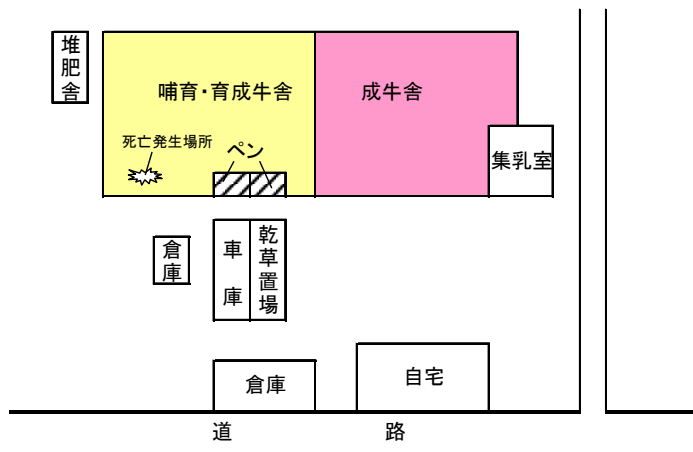 堆肥舎
哺育・育成牛舎
成牛舎
死亡発生場所
ペン
集乳室
倉庫
車庫
乾草置場
倉庫
自宅
道路